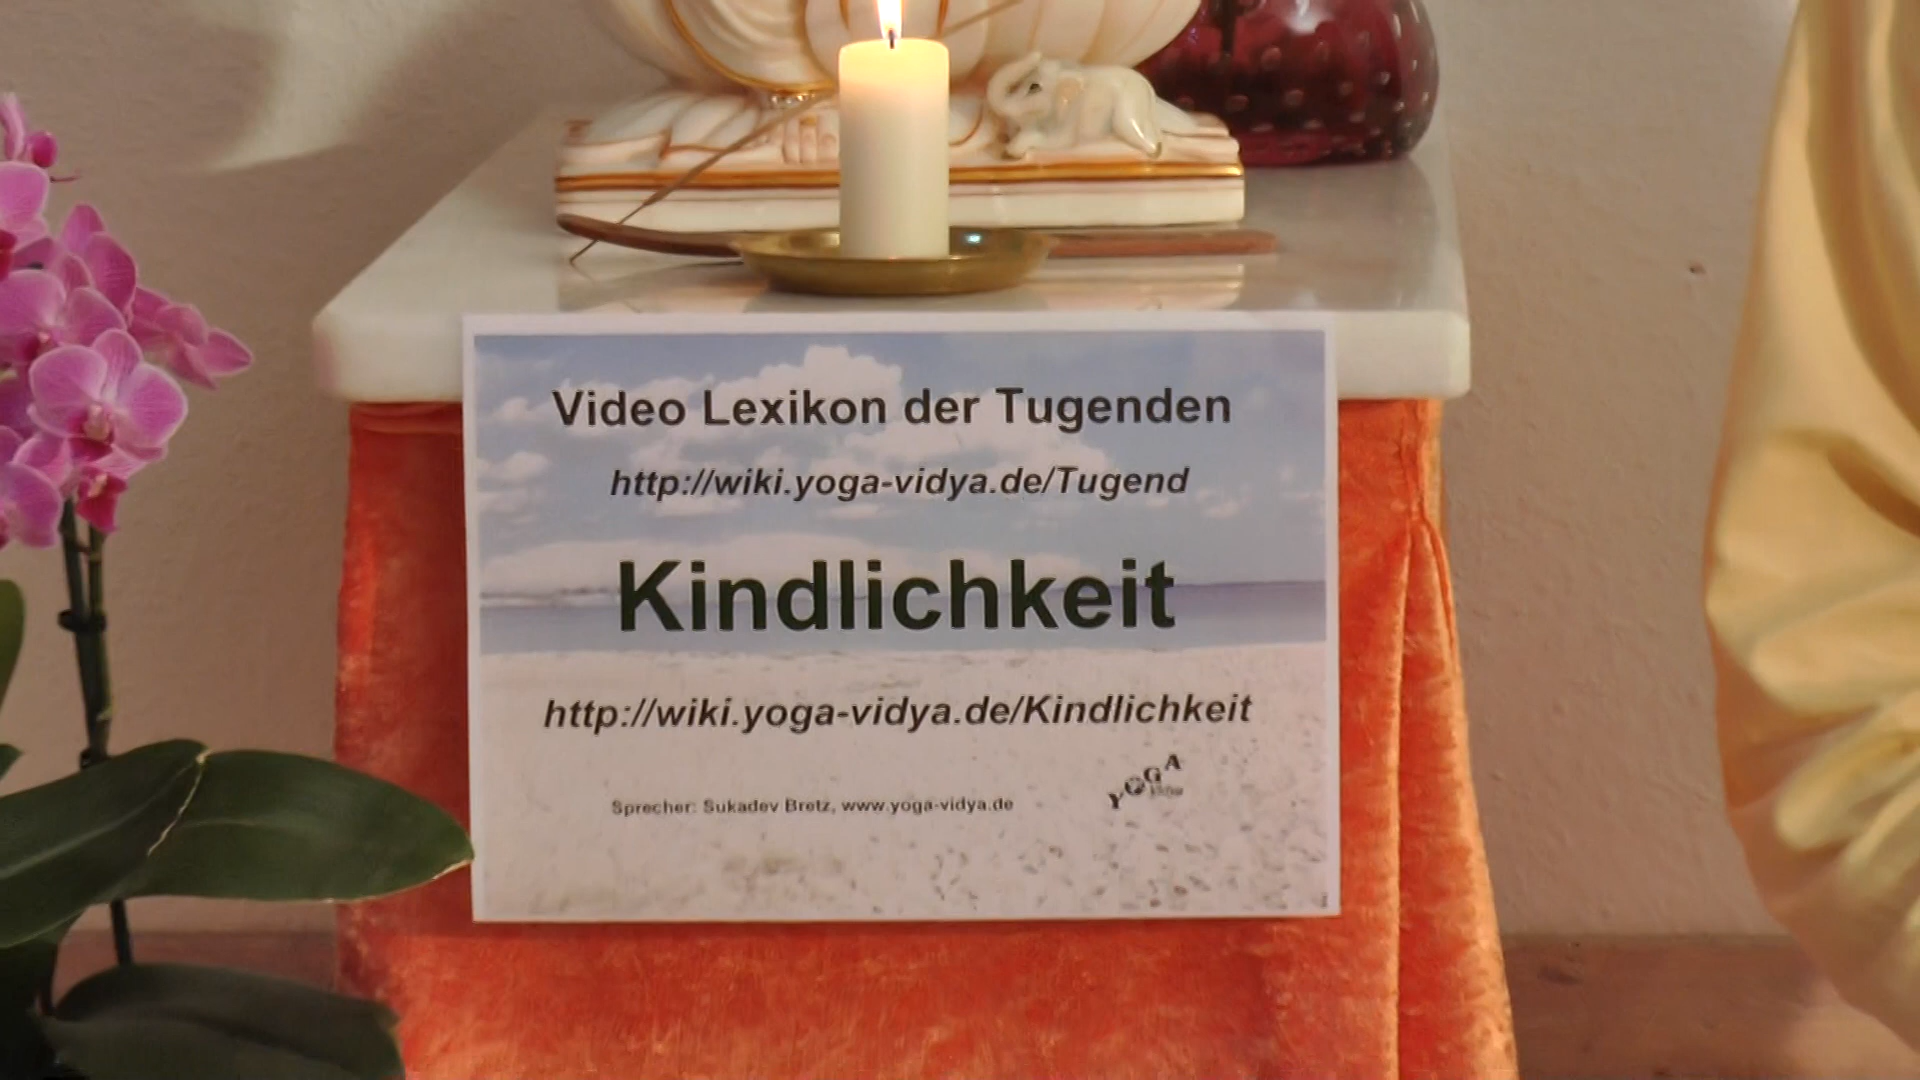 Video Lexikon der Tugenden
http://wiki.yoga-vidya.de/Tugend
Kindlichkeit
http://wiki.yoga-vidya.de/Kindlichkeit
YOGA
Sprecher: Sukadev Bretz, www.yoga-vidya.de